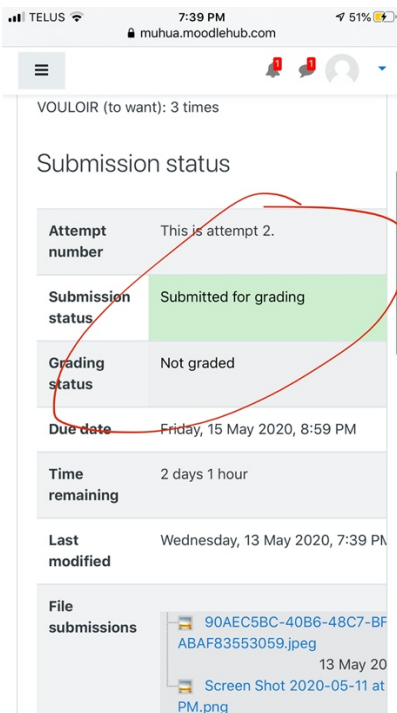 TELUS 7:39 PM 51%
muhua.moodlehub.com
1 1
VOULOIR (to want): 3 times
Submission status
Attempt number This is attempt 2.
Submission status Submitted for grading
Grading status Not graded
Due date Friday, 15 May 2020, 8:59 PM
Time remaining 2 days 1 hour
Last modified Wednesday, 13 May 2020, 7:39 PM
File submissions
90AEC5BC-40B6-48C7-BF
ABAF83553059.jpeg
13 May 20
Screen Shot 2020-05-11 at
PM.png